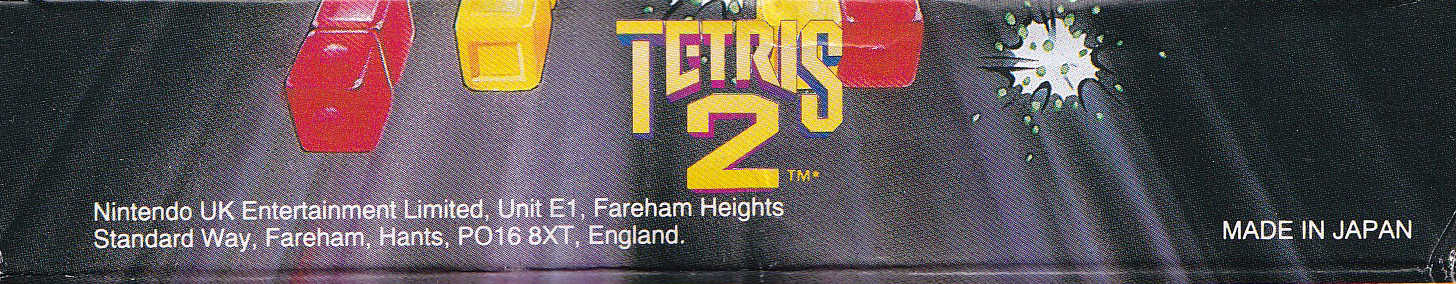 TETRIS
2 TM*
Nintendo UK Entertainment Limited, Unit E1, Fareham Heights
Standard Way, Fareham, Hants, PO16 8XT, England.
MADE IN JAPAN